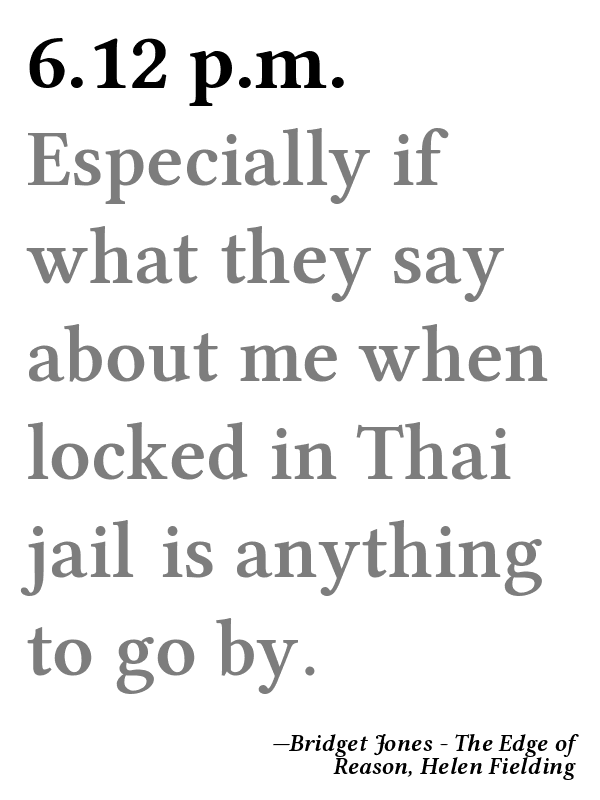 6.12 p.m.
Especially if
what they say
about me when
locked in Thai
jail is anything
to go by.
—Bridget Jones - The Edge of
Reason, Helen Fielding